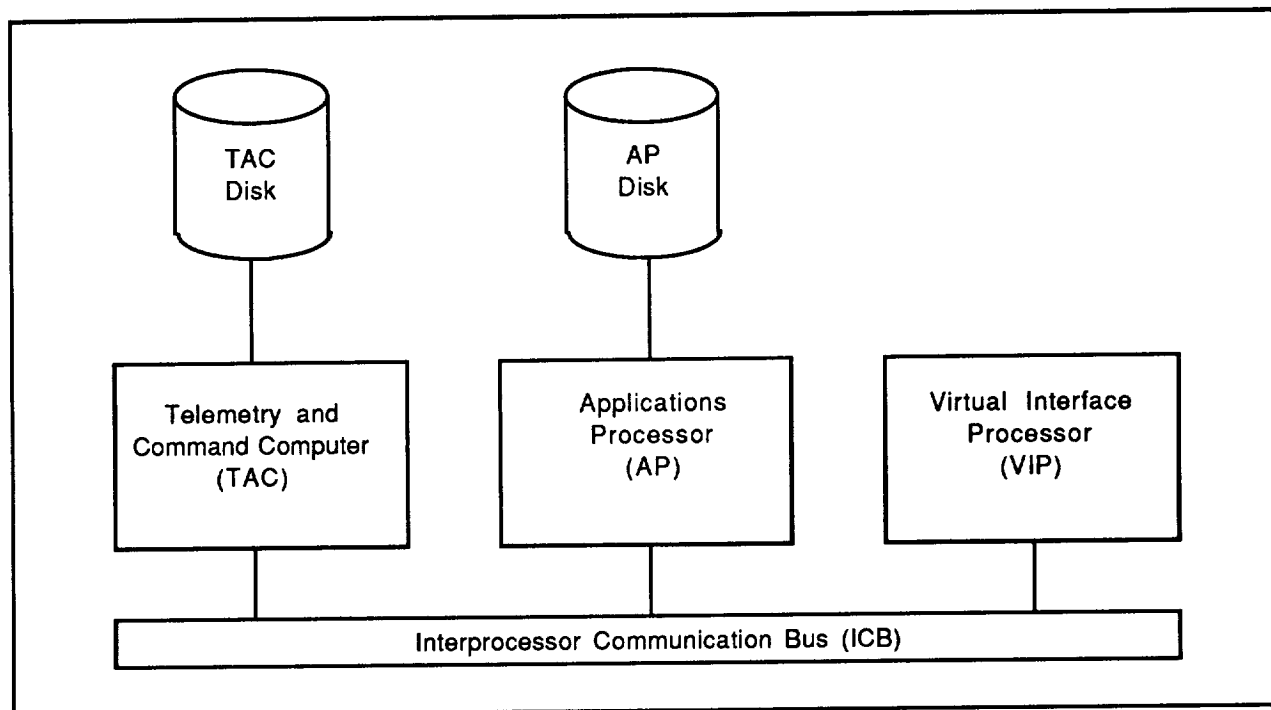 TAC
Disk
AP
Disk
Telemetry and
Command Computer
(TAC)
Applications
Processor
(AP)
Virtual Interface
Processor
(VIP)
Interprocessor Communication Bus (ICB)